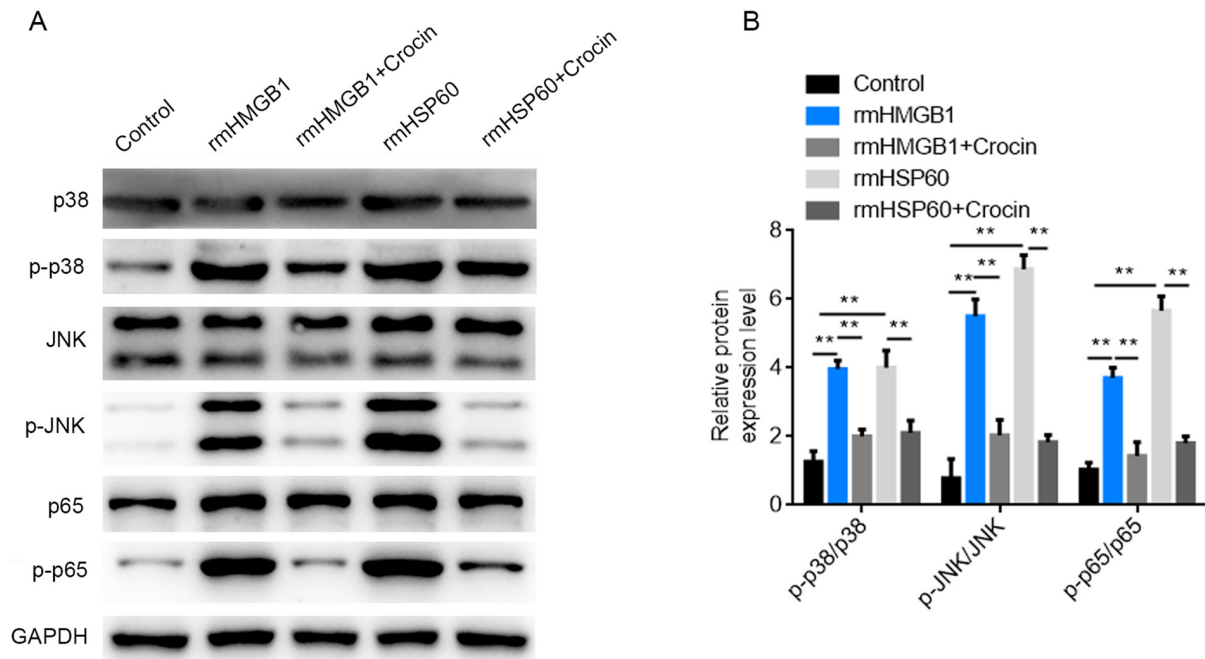 A
Control
rmHMGB1
rmHMGB1+Crocin
rmHSP60
rmHSP60+Crocin
p38
p-p38
JNK
p-JNK
p65
p-p65
GAPDH
B
Control
rmHMGB1
rmHMGB1+Crocin
rmHSP60
rmHSP60+Crocin
Relative protein
expression level
8
6
4
2
0
**
**
**
**
**
**
**
**
**
**
**
**
p-p38/p38
p-JNK/JNK
p-p65/p65